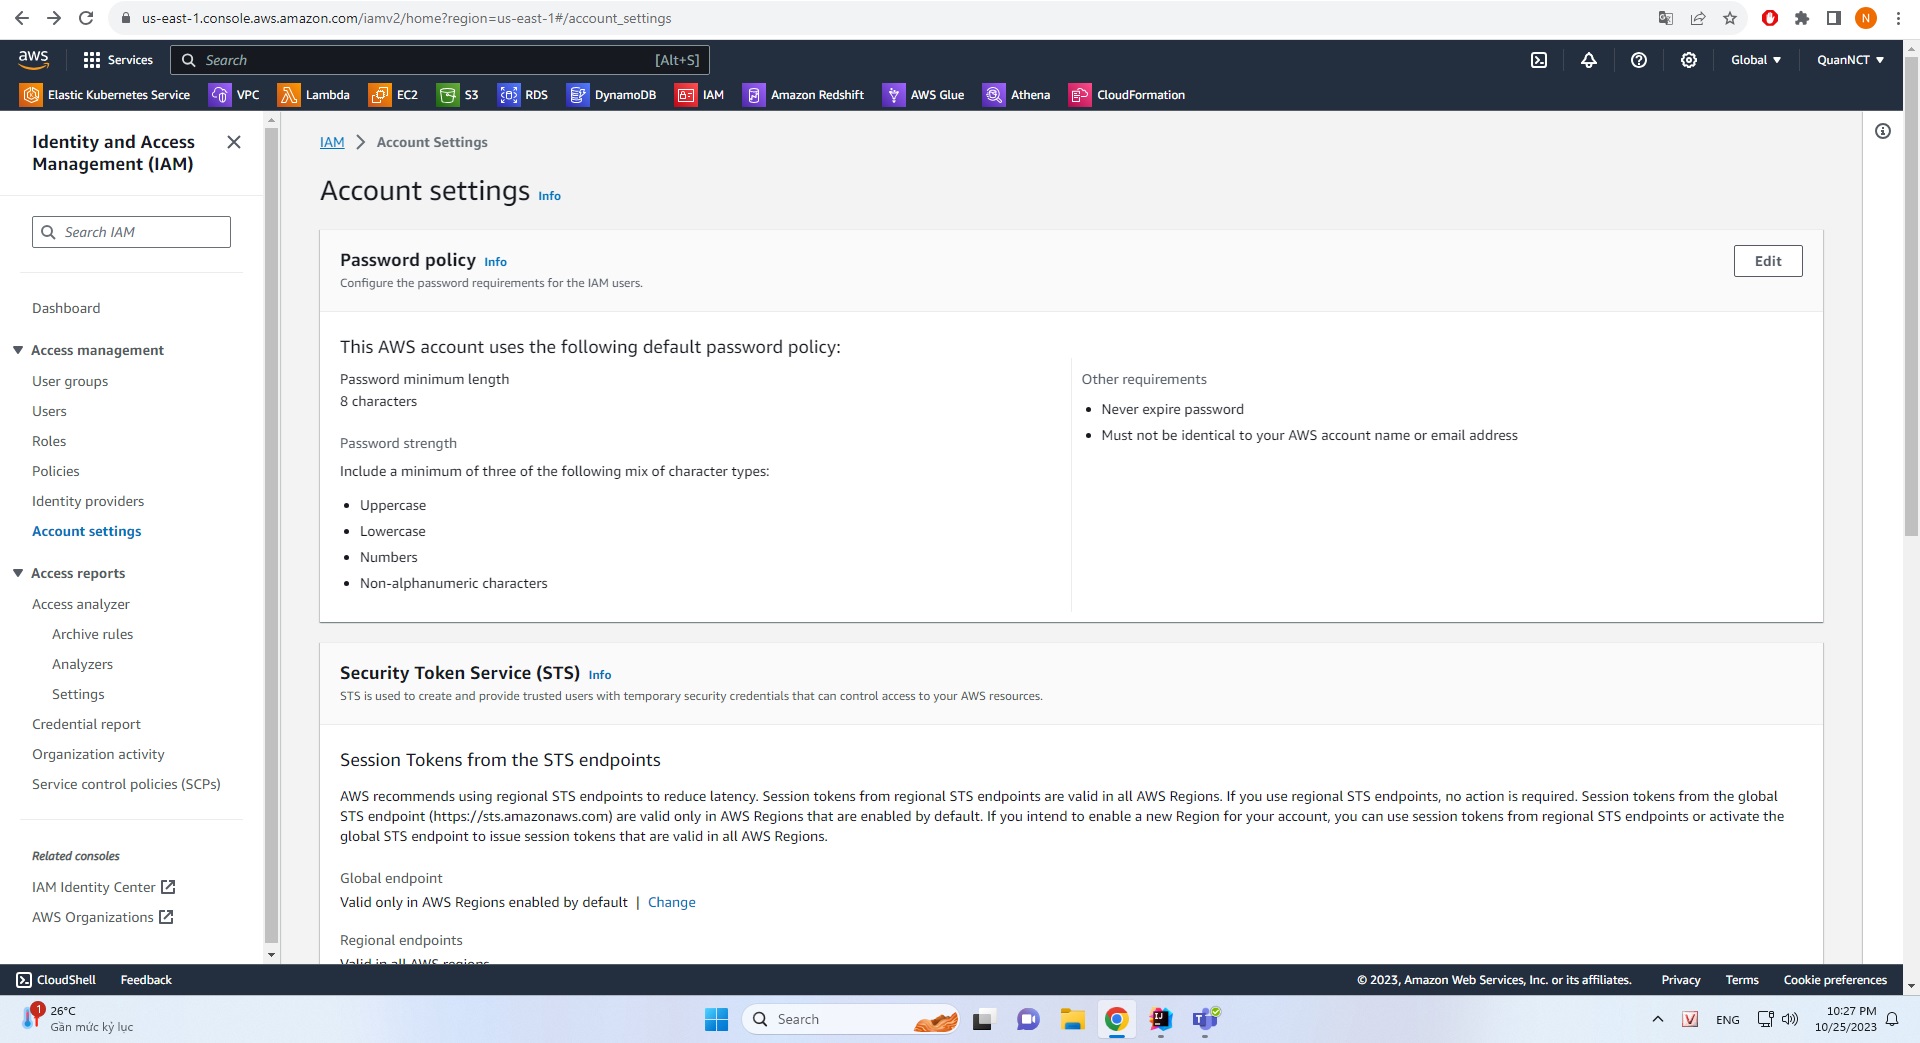 us-east-1.console.aws.amazon.com/iamv2/home?region=us-east-1#/account_settings
N
aws
Services
Search
[Alt+S]
Global
QuanNCT
Elastic Kubernetes Service
VPC
Lambda
EC2
S3
RDS
DynamoDB
IAM
Amazon Redshift
AWS Glue
Athena
CloudFormation
Identity and Access
Management (IAM)
Search IAM
Dashboard
Access management
User groups
Users
Roles
Policies
Identity providers
Account settings
Access reports
Access analyzer
Archive rules
Analyzers
Settings
Credential report
Organization activity
Service control policies (SCPs)
Related consoles
IAM Identity Center
AWS Organizations
IAM > Account Settings
Account settings Info
Password policy Info
Configure the password requirements for the IAM users.
Edit
This AWS account uses the following default password policy:
Password minimum length
8 characters
Password strength
Include a minimum of three of the following mix of character types:
• Uppercase
• Lowercase
• Numbers
• Non-alphanumeric characters
Other requirements
• Never expire password
• Must not be identical to your AWS account name or email address
Security Token Service (STS) Info
STS is used to create and provide trusted users with temporary security credentials that can control access to your AWS resources.
Session Tokens from the STS endpoints
AWS recommends using regional STS endpoints to reduce latency. Session tokens from regional STS endpoints are valid in all AWS Regions. If you use regional STS endpoints, no action is required. Session tokens from the global
STS endpoint (https://sts.amazonaws.com) are valid only in AWS Regions that are enabled by default. If you intend to enable a new Region for your account, you can use session tokens from regional STS endpoints or activate the
global STS endpoint to issue session tokens that are valid in all AWS Regions.
Global endpoint
Valid only in AWS Regions enabled by default | Change
Regional endpoints
Valid in all AWS regions
CloudShell
Feedback
© 2023, Amazon Web Services, Inc. or its affiliates.
Privacy
Terms
Cookie preferences
1
26°C
Gần mức kỷ lục
Search
V
ENG
10:27 PM
10/25/2023